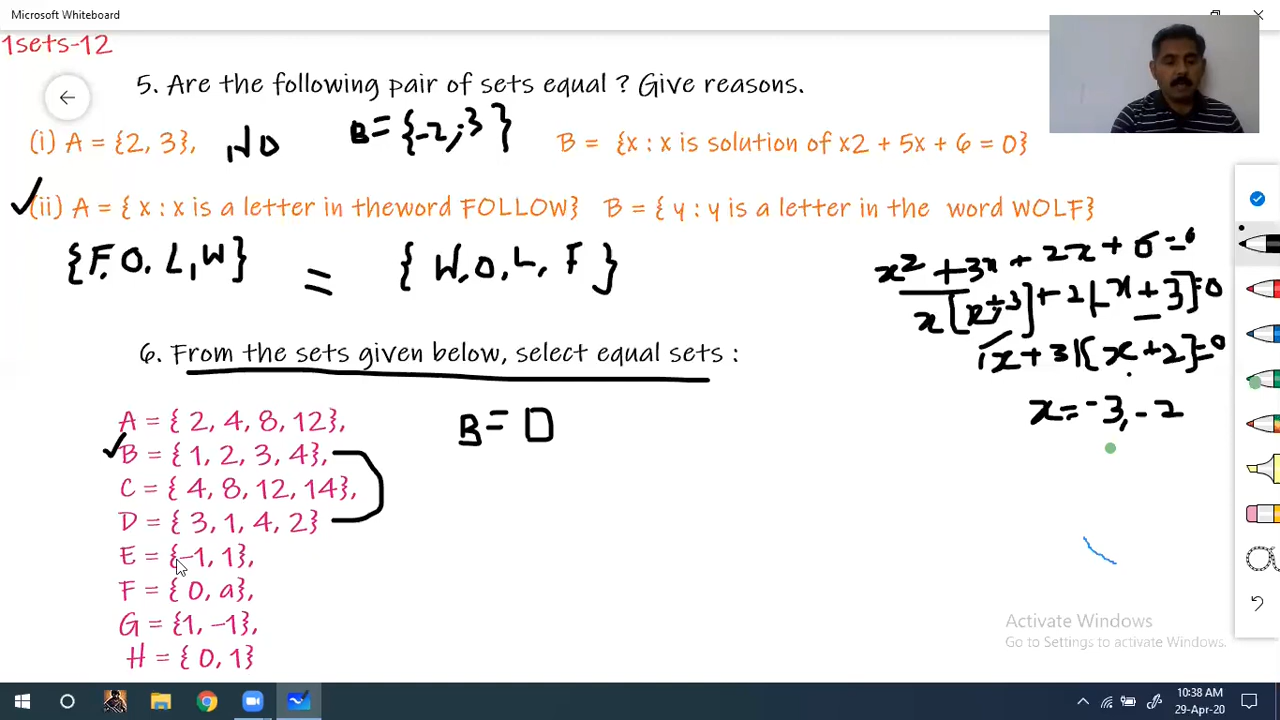 Microsoft Whiteboard
1sets-12
5. Are the following pair of sets equal ? Give reasons.
(i) A = {2, 3}, NO B={-2,-3} B = {x : x is solution of x2 + 5x + 6 = 0}
(ii) A = { x : x is a letter in theword FOLLOW} B = { y : y is a letter in the word WOLF}
{F, O, L, W} = { W, O, L, F }
x² + 3x + 2x + 6 = 0
x[x+3] + 2[x+3] = 0
[x+3][x+2] = 0
x = -3, -2
6. From the sets given below, select equal sets :
A = { 2, 4, 8, 12},
B = { 1, 2, 3, 4},
C = { 4, 8, 12, 14},
D = { 3, 1, 4, 2}
E = {-1, 1},
F = { 0, a},
G = {1, -1},
H = { 0, 1}
B = D
Activate Windows
Go to Settings to activate Windows.
10:38 AM
29-Apr-20